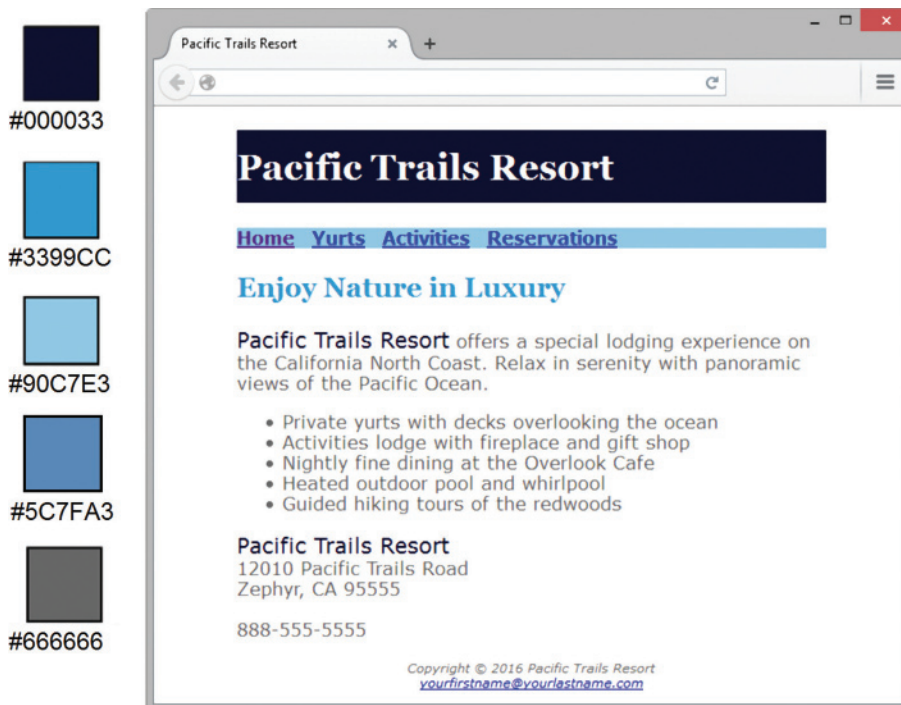 #000033
#3399CC
#90C7E3
#5C7FA3
#666666
Pacific Trails Resort
Pacific Trails Resort
Home Yurts Activities Reservations
Enjoy Nature in Luxury
Pacific Trails Resort offers a special lodging experience on
the California North Coast. Relax in serenity with panoramic
views of the Pacific Ocean.
• Private yurts with decks overlooking the ocean
• Activities lodge with fireplace and gift shop
• Nightly fine dining at the Overlook Cafe
• Heated outdoor pool and whirlpool
• Guided hiking tours of the redwoods
Pacific Trails Resort
12010 Pacific Trails Road
Zephyr, CA 95555
888-555-5555
Copyright © 2016 Pacific Trails Resort
yourfirstname@yourlastname.com